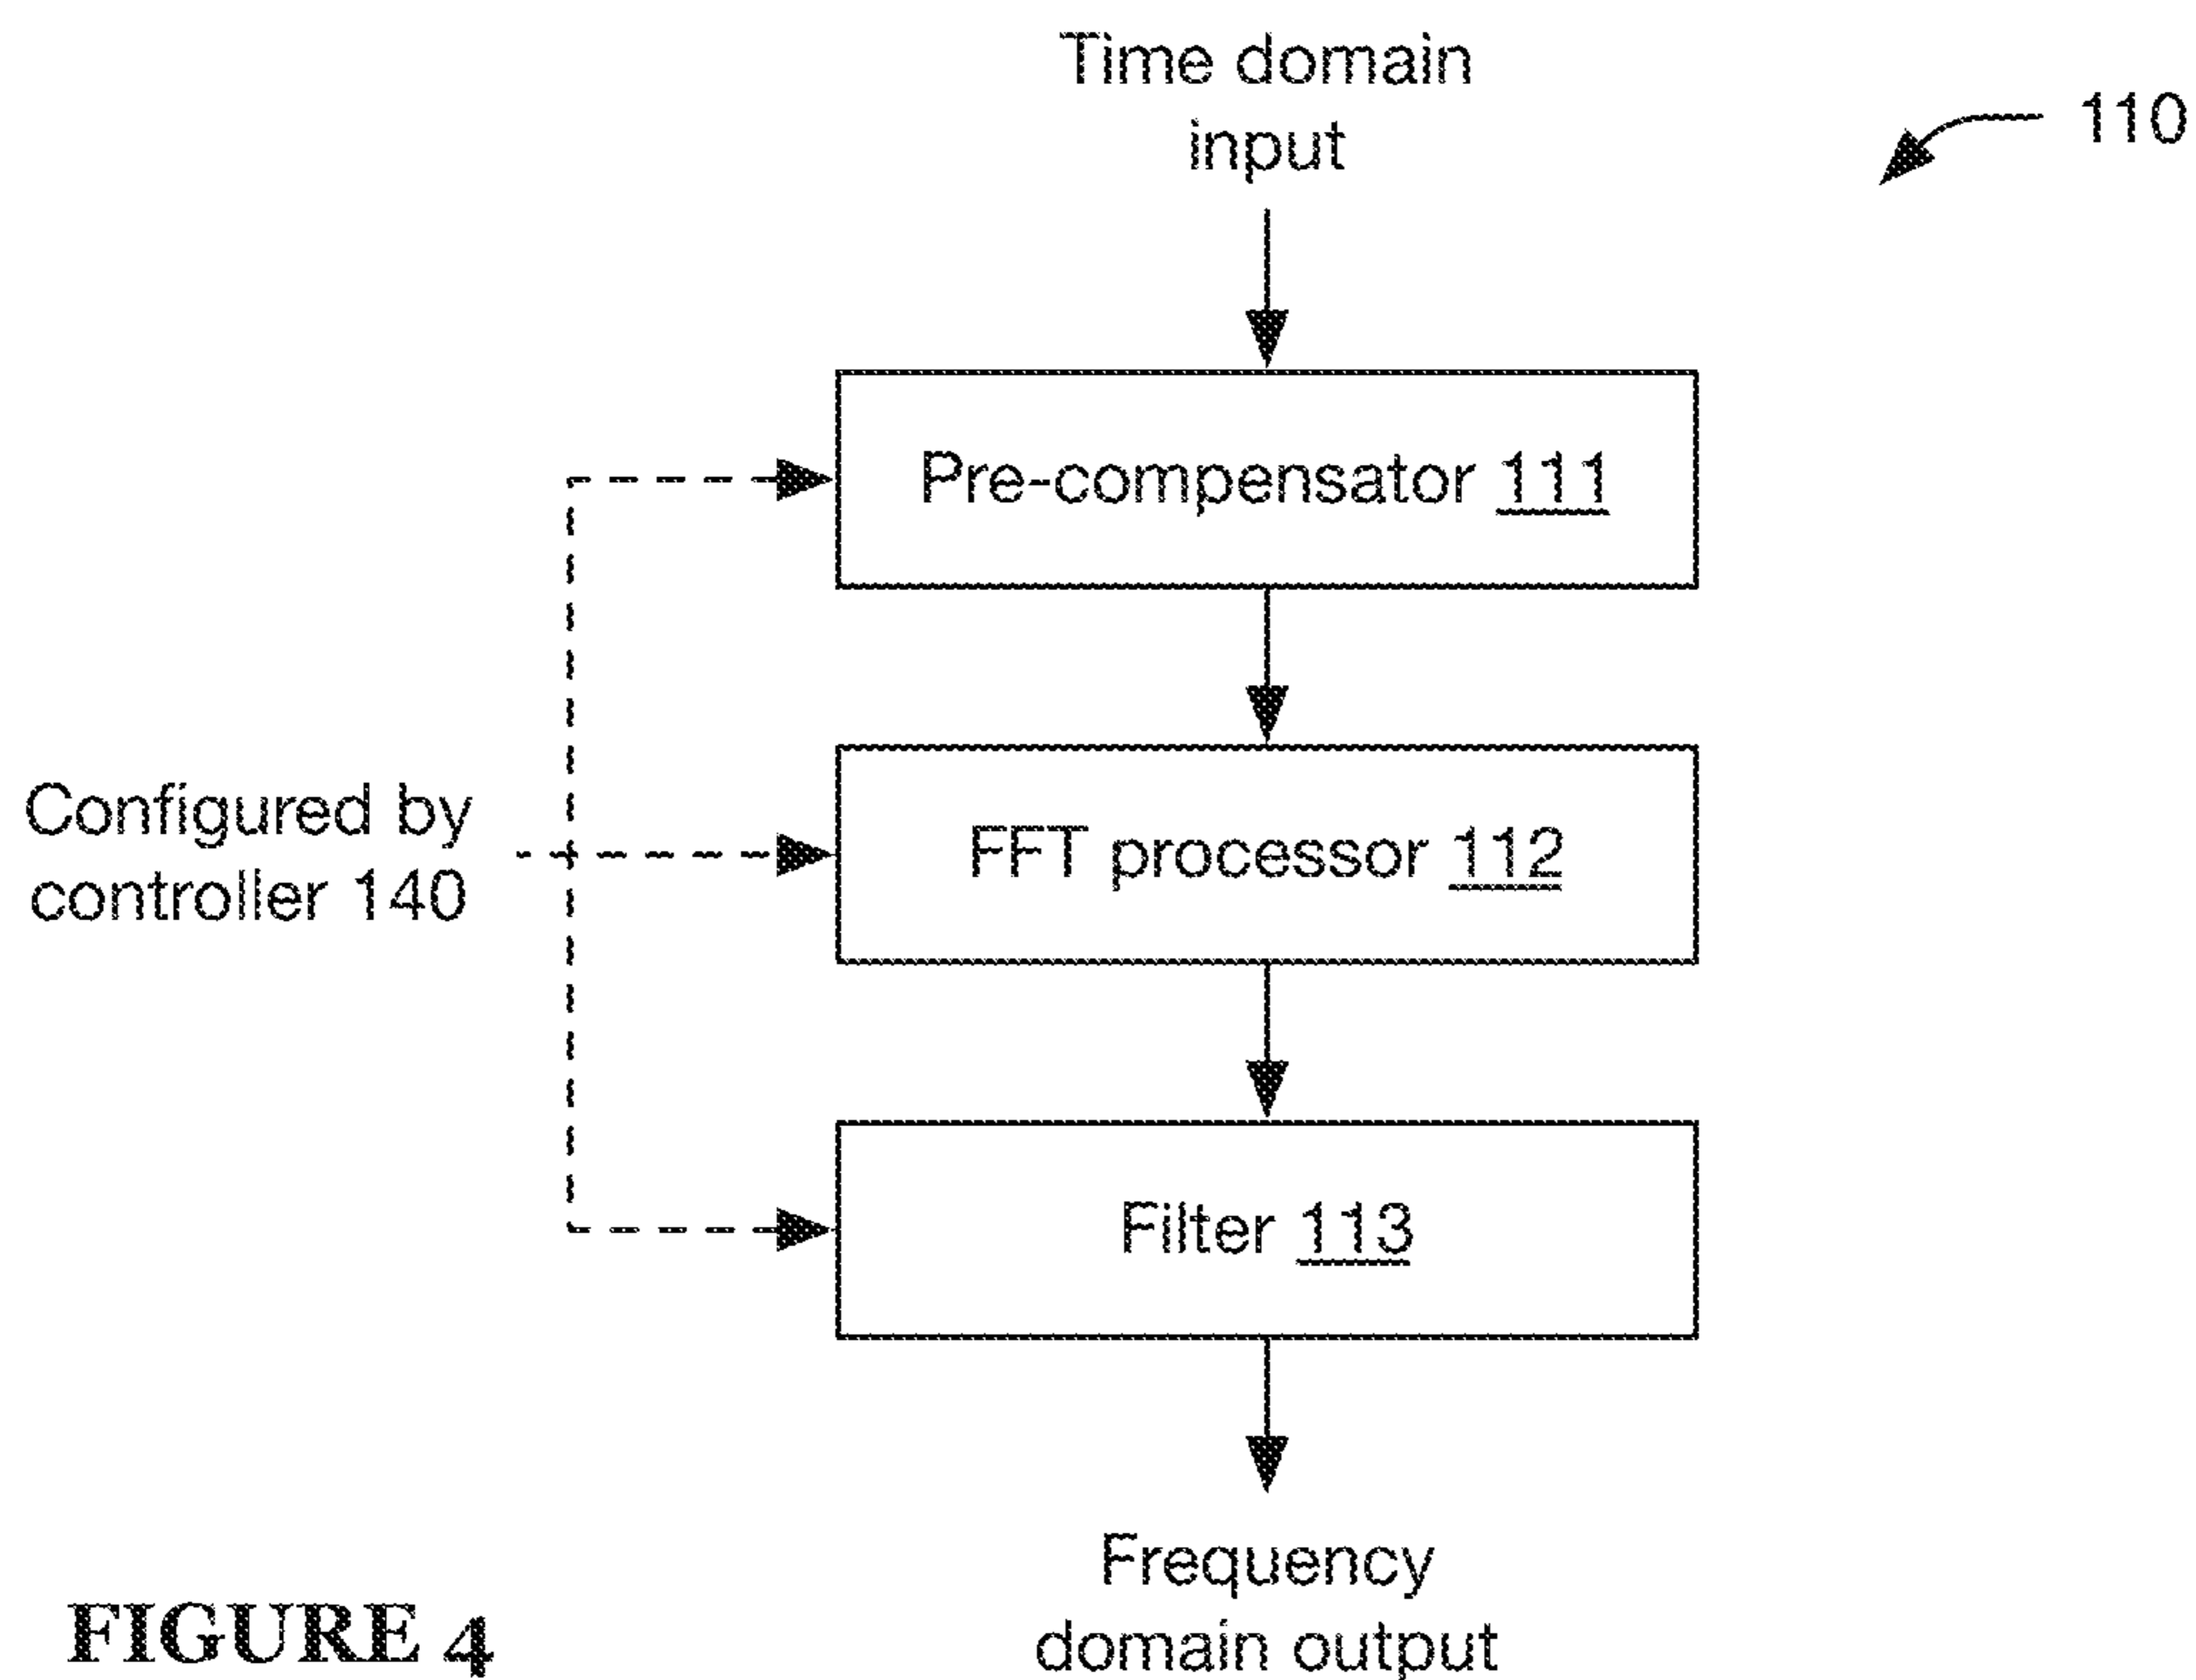 Time domain
input
110
Pre-compensator 111
Configured by
controller 140
FFT processor 112
Filter 113
Frequency
domain output
FIGURE 4